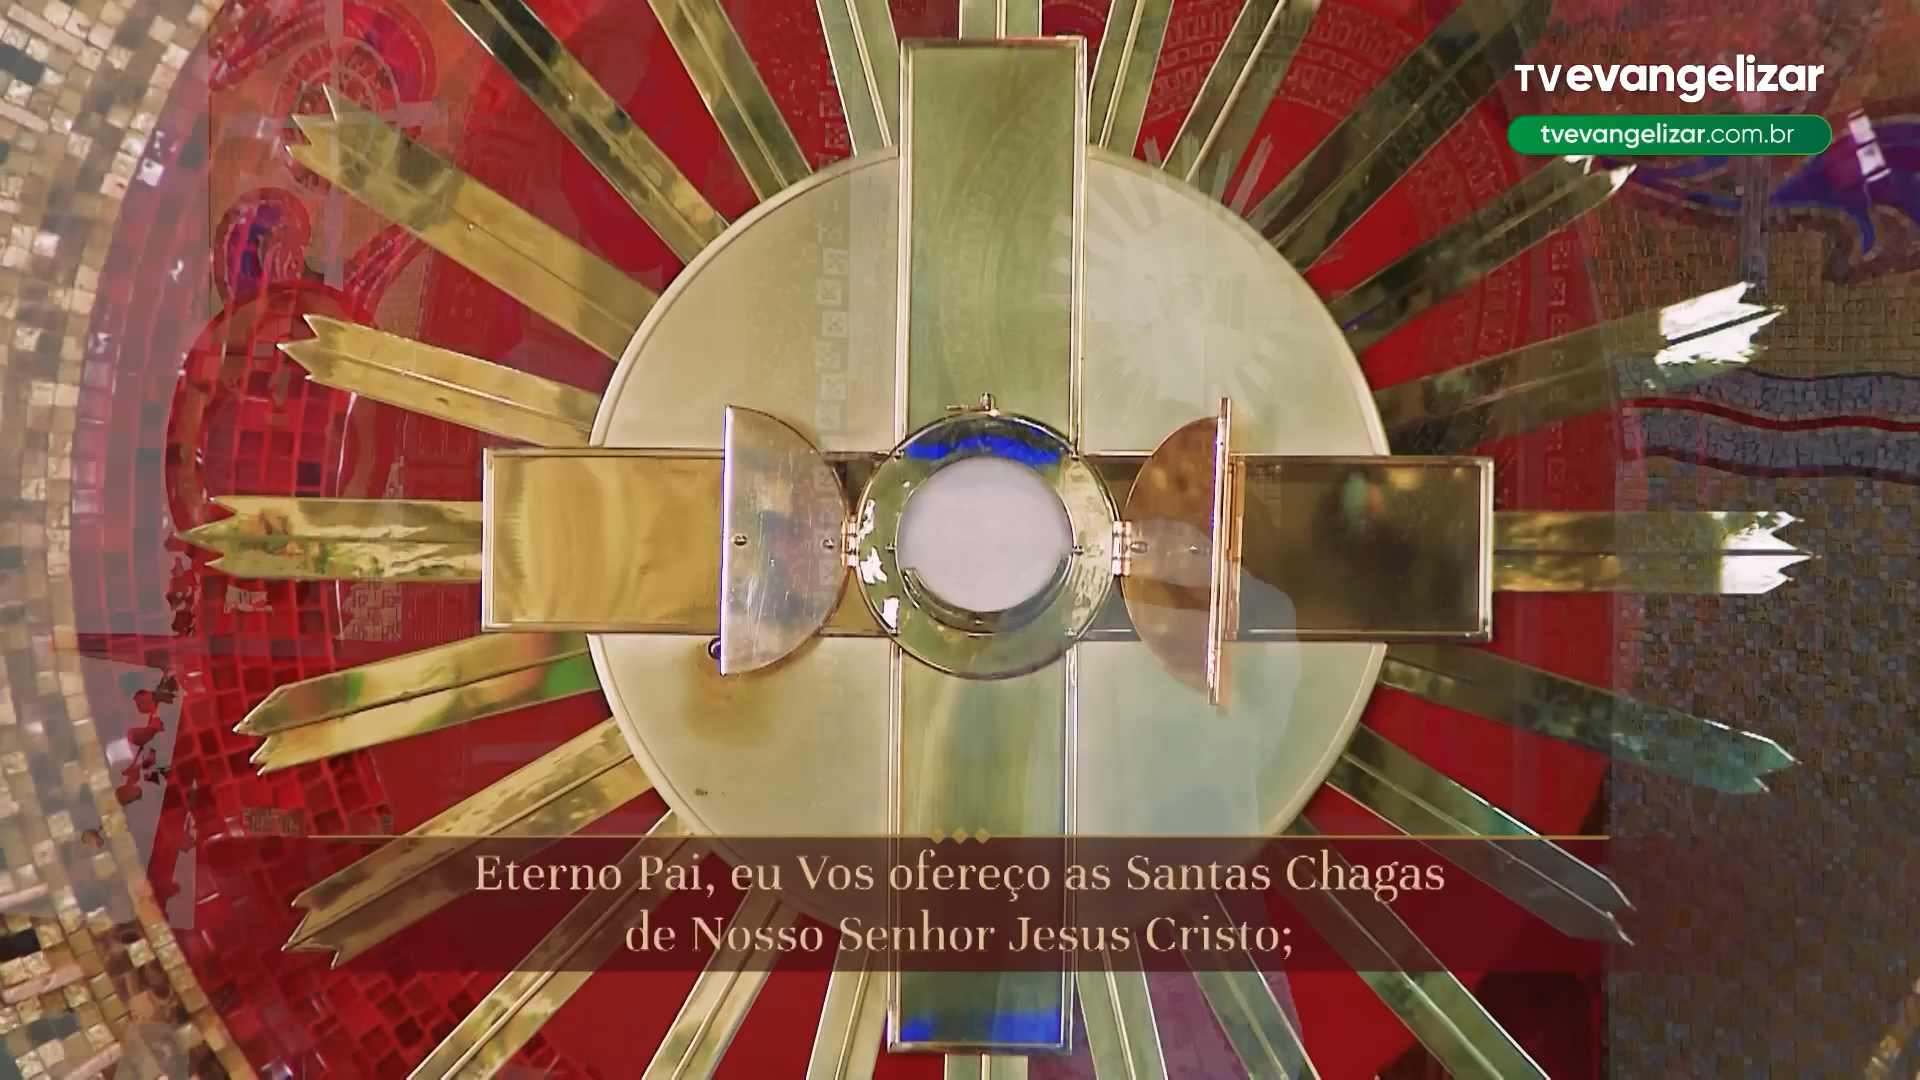 TVevangelizar
tvevangelizar.com.br
Eterno Pai, eu Vos ofereço as Santas Chagas
de Nosso Senhor Jesus Cristo;